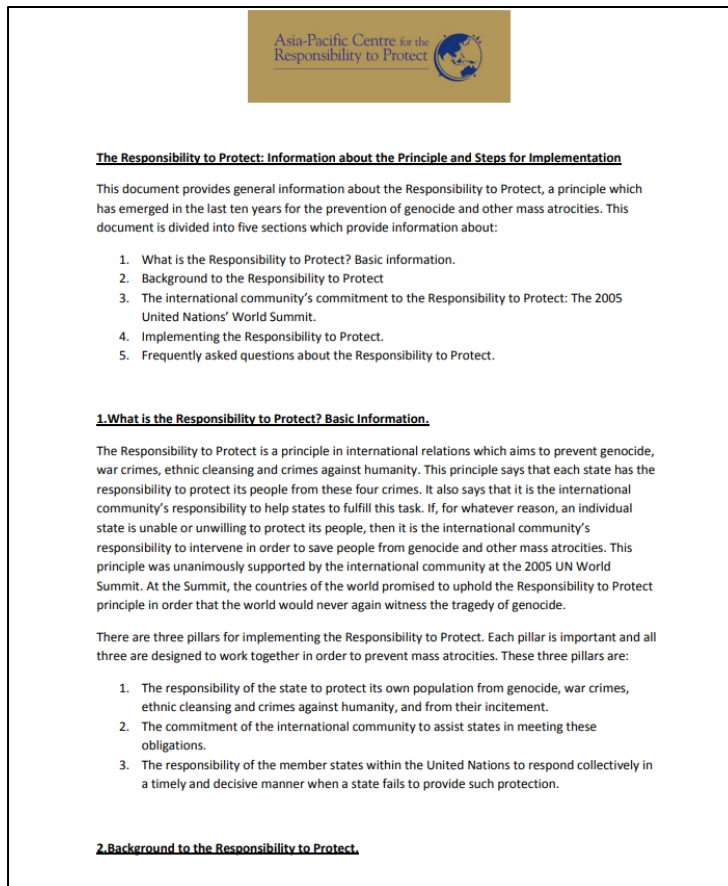 Asia-Pacific Centre for the
Responsibility to Protect
The Responsibility to Protect: Information about the Principle and Steps for Implementation
This document provides general information about the Responsibility to Protect, a principle which
has emerged in the last ten years for the prevention of genocide and other mass atrocities. This
document is divided into five sections which provide information about:
1. What is the Responsibility to Protect? Basic information.
2. Background to the Responsibility to Protect
3. The international community's commitment to the Responsibility to Protect: The 2005
United Nations' World Summit.
4. Implementing the Responsibility to Protect.
5. Frequently asked questions about the Responsibility to Protect.
1.What is the Responsibility to Protect? Basic Information.
The Responsibility to Protect is a principle in international relations which aims to prevent genocide,
war crimes, ethnic cleansing and crimes against humanity. This principle says that each state has the
responsibility to protect its people from these four crimes. It also says that it is the international
community's responsibility to help states to fulfill this task. If, for whatever reason, an individual
state is unable or unwilling to protect its people, then it is the international community's
responsibility to intervene in order to save people from genocide and other mass atrocities. This
principle was unanimously supported by the international community at the 2005 UN World
Summit. At the Summit, the countries of the world promised to uphold the Responsibility to Protect
principle in order that the world would never again witness the tragedy of genocide.
There are three pillars for implementing the Responsibility to Protect. Each pillar is important and all
three are designed to work together in order to prevent mass atrocities. These three pillars are:
1. The responsibility of the state to protect its own population from genocide, war crimes,
ethnic cleansing and crimes against humanity, and from their incitement.
2. The commitment of the international community to assist states in meeting these
obligations.
3. The responsibility of the member states within the United Nations to respond collectively in
a timely and decisive manner when a state fails to provide such protection.
2.Background to the Responsibility to Protect.